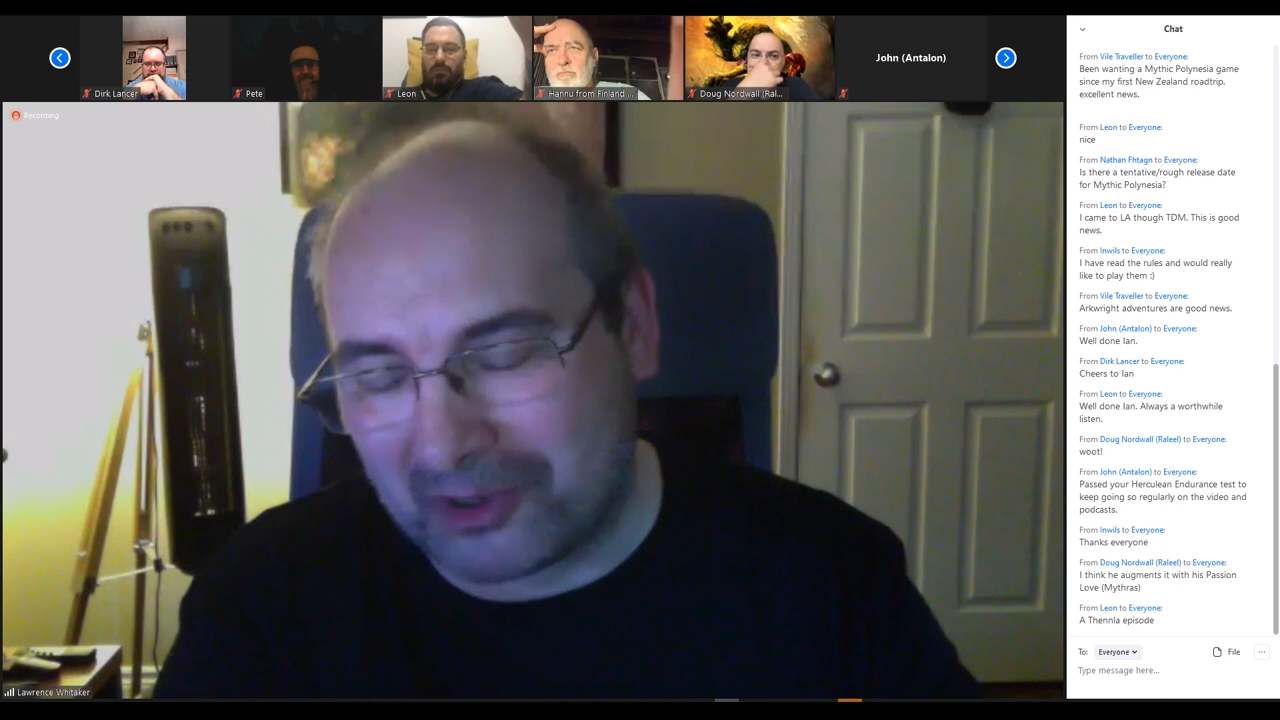 Dirk Lancer
Pete
Leon
Hannu from Finland ...
Doug Nordwall (Ral...
John (Antalon)
Recording
Lawrence Whitaker
Chat
From Vile Traveller to Everyone:
Been wanting a Mythic Polynesia game
since my first New Zealand roadtrip,
excellent news.
From Leon to Everyone:
nice
From Nathan Fhtagn to Everyone:
Is there a tentative/rough release date
for Mythic Polynesia?
From Leon to Everyone:
I came to LA though TDM. This is good
news.
From Inwils to Everyone:
I have read the rules and would really
like to play them :)
From Vile Traveller to Everyone:
Arkwright adventures are good news.
From John (Antalon) to Everyone:
Well done Ian.
From Dirk Lancer to Everyone:
Cheers to Ian
From Leon to Everyone:
Well done Ian. Always a worthwhile
listen.
From Doug Nordwall (Raleel) to Everyone:
woot!
From John (Antalon) to Everyone:
Passed your Herculean Endurance test to
keep going so regularly on the video and
podcasts.
From Inwils to Everyone:
Thanks everyone
From Doug Nordwall (Raleel) to Everyone:
I think he augments it with his Passion
Love (Mythras)
From Leon to Everyone:
A Thennla episode
To: Everyone File ...
Type message here...